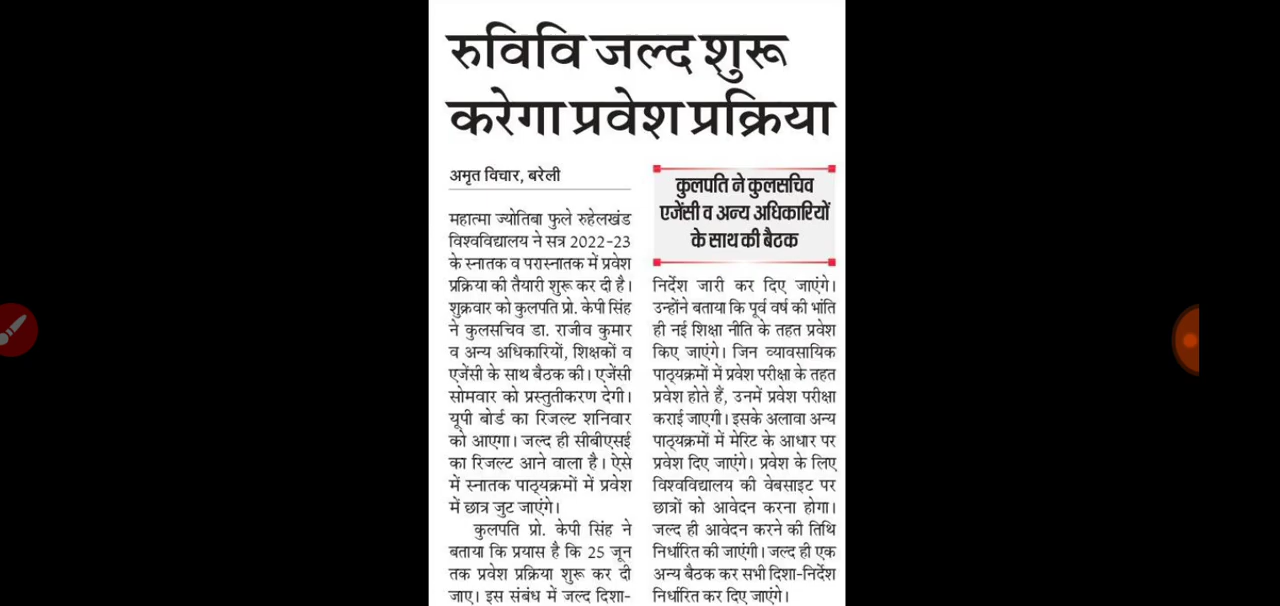 रुविवि जल्द शुरू
करेगा प्रवेश प्रक्रिया
अमृत विचार, बरेली
महात्मा ज्योतिबा फुले रुहेलखंड
विश्वविद्यालय ने सत्र 2022-23
के स्नातक व परास्नातक में प्रवेश
प्रक्रिया की तैयारी शुरू कर दी है।
शुक्रवार को कुलपति प्रो. केपी सिंह
ने कुलसचिव डा. राजीव कुमार
व अन्य अधिकारियों, शिक्षकों व
एजेंसी के साथ बैठक की। एजेंसी
सोमवार को प्रस्तुतीकरण देगी।
यूपी बोर्ड का रिजल्ट शनिवार
को आएगा। जल्द ही सीबीएसई
का रिजल्ट आने वाला है। ऐसे
में स्नातक पाठ्यक्रमों में प्रवेश
में छात्र जुट जाएंगे।
कुलपति प्रो. केपी सिंह ने
बताया कि प्रयास है कि 25 जून
तक प्रवेश प्रक्रिया शुरू कर दी
जाए। इस संबंध में जल्द दिशा-
कुलपति ने कुलसचिव
एजेंसी व अन्य अधिकारियों
के साथ की बैठक
निर्देश जारी कर दिए जाएंगे।
उन्होंने बताया कि पूर्व वर्ष की भांति
ही नई शिक्षा नीति के तहत प्रवेश
किए जाएंगे। जिन व्यावसायिक
पाठ्यक्रमों में प्रवेश परीक्षा के तहत
प्रवेश होते हैं, उनमें प्रवेश परीक्षा
कराई जाएगी। इसके अलावा अन्य
पाठ्यक्रमों में मेरिट के आधार पर
प्रवेश दिए जाएंगे। प्रवेश के लिए
विश्वविद्यालय की वेबसाइट पर
छात्रों को आवेदन करना होगा।
जल्द ही आवेदन करने की तिथि
निर्धारित की जाएंगी। जल्द ही एक
अन्य बैठक कर सभी दिशा-निर्देश
निर्धारित कर दिए जाएंगे।